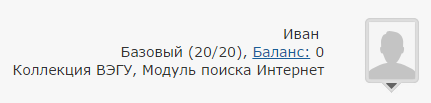 Иван
Базовый (20/20), Баланс: 0
Коллекция ВЭГУ, Модуль поиска Интернет